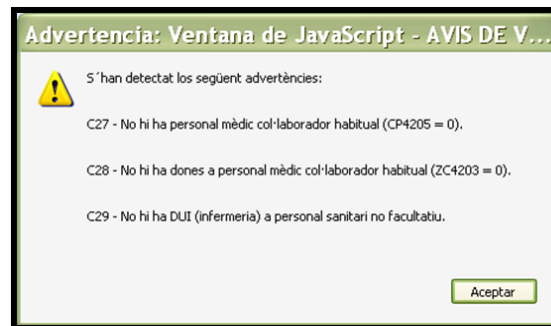 Advertencia: Ventana de JavaScript - AVIS DE V...
S´han detectat los següent advertències:
C27 - No hi ha personal mèdic col·laborador habitual (CP4205 = 0).
C28 - No hi ha dones a personal mèdic col·laborador habitual (ZC4203 = 0).
C29 - No hi ha DUI (infermeria) a personal sanitari no facultatiu.
Aceptar